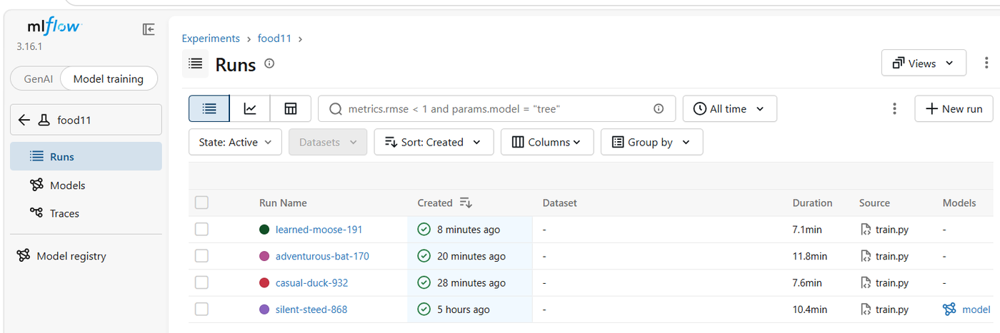 mlflow
3.16.1
GenAI Model training
food11
Runs
Models
Traces
Model registry
Experiments › food11 ›
Runs
Views
metrics.rmse < 1 and params.model = "tree"
All time
New run
State: Active
Datasets
Sort: Created
Columns
Group by
Run Name Created Dataset Duration Source Models
learned-moose-191 8 minutes ago - 7.1min train.py -
adventurous-bat-170 20 minutes ago - 11.8min train.py -
casual-duck-932 28 minutes ago - 7.6min train.py -
silent-steed-868 5 hours ago - 10.4min train.py model